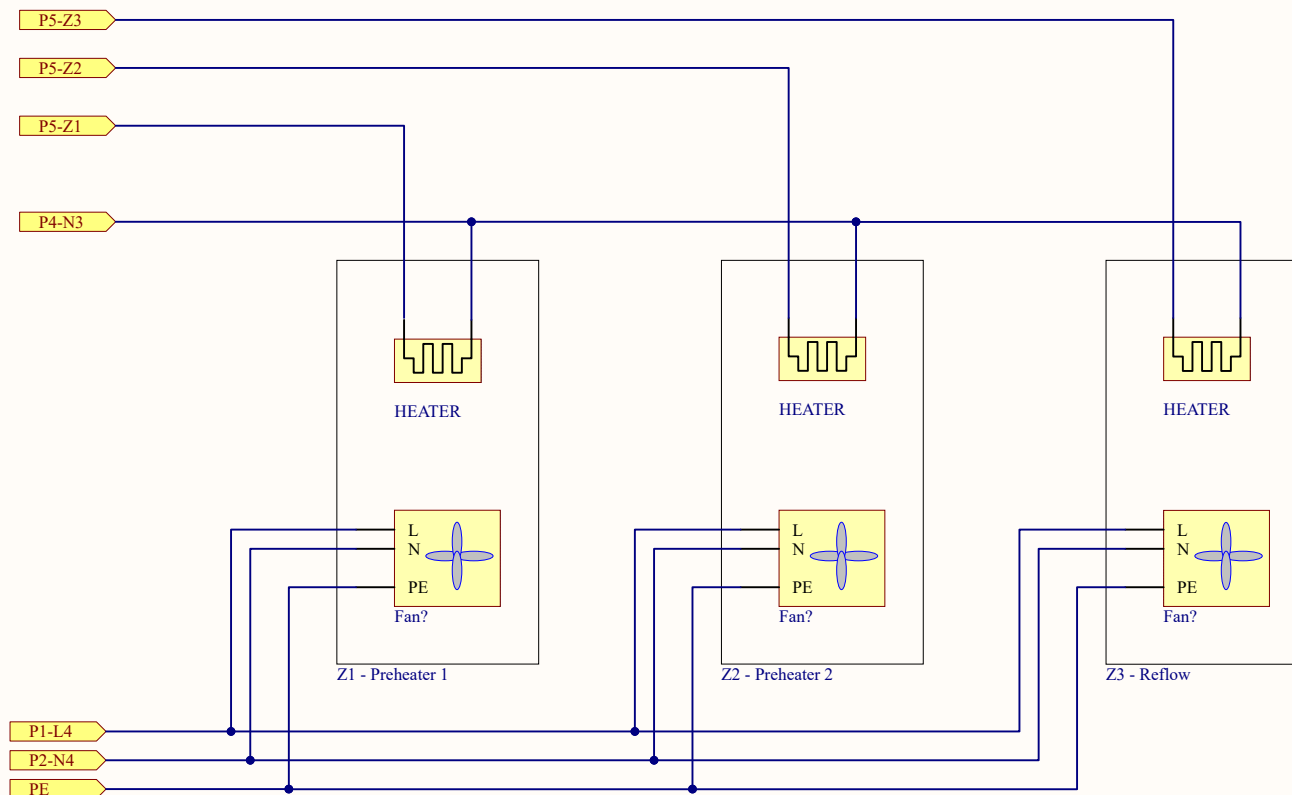 P5-Z3
P5-Z2
P5-Z1
P4-N3
HEATER
HEATER
HEATER
L
N
PE
Fan?
L
N
PE
Fan?
L
N
PE
Fan?
Z1 - Preheater 1
Z2 - Preheater 2
Z3 - Reflow
P1-L4
P2-N4
PE